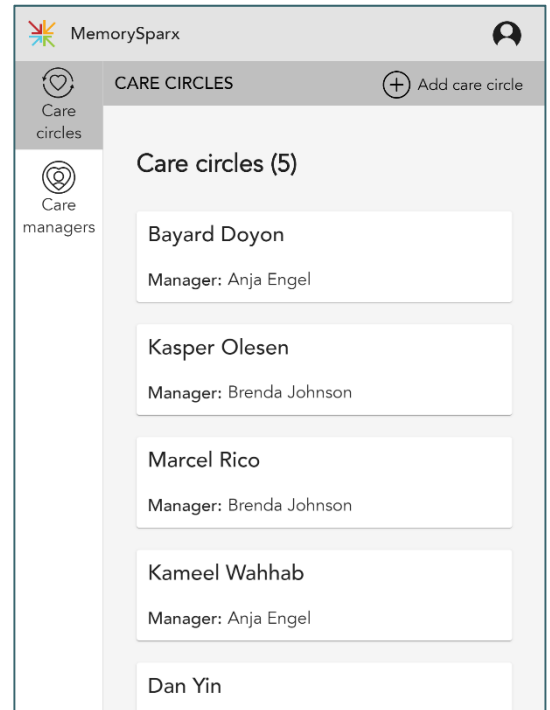 MemorySparx
Care
circles
CARE CIRCLES
Add care circle
Care
managers
Care circles (5)
Bayard Doyon
Manager: Anja Engel
Kasper Olesen
Manager: Brenda Johnson
Marcel Rico
Manager: Brenda Johnson
Kameel Wahhab
Manager: Anja Engel
Dan Yin